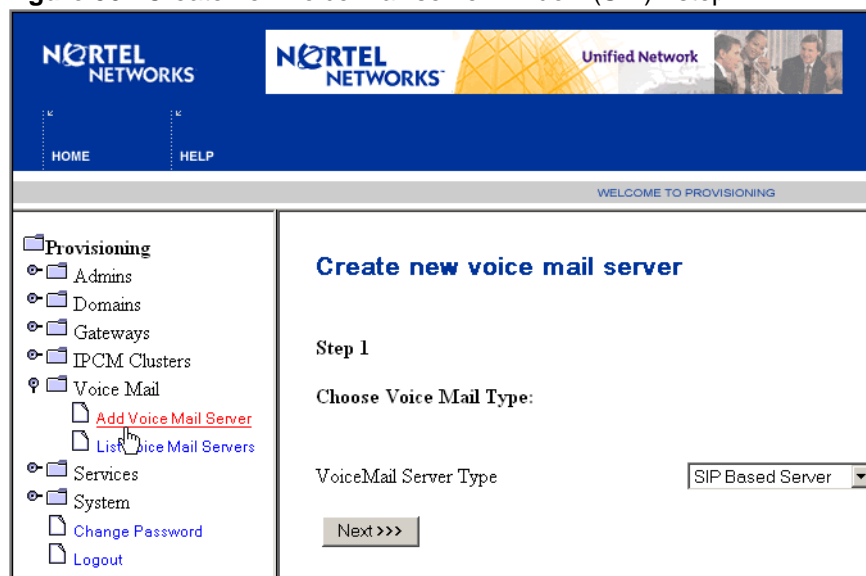 NORTEL
NETWORKS
NORTEL
NETWORKS
Unified Network
HOME
HELP
WELCOME TO PROVISIONING
Provisioning
Admins
Domains
Gateways
IPCM Clusters
Voice Mail
Add Voice Mail Server
List Voice Mail Servers
Services
System
Change Password
Logout
Create new voice mail server
Step 1
Choose Voice Mail Type:
VoiceMail Server Type
SIP Based Server
Next >>>